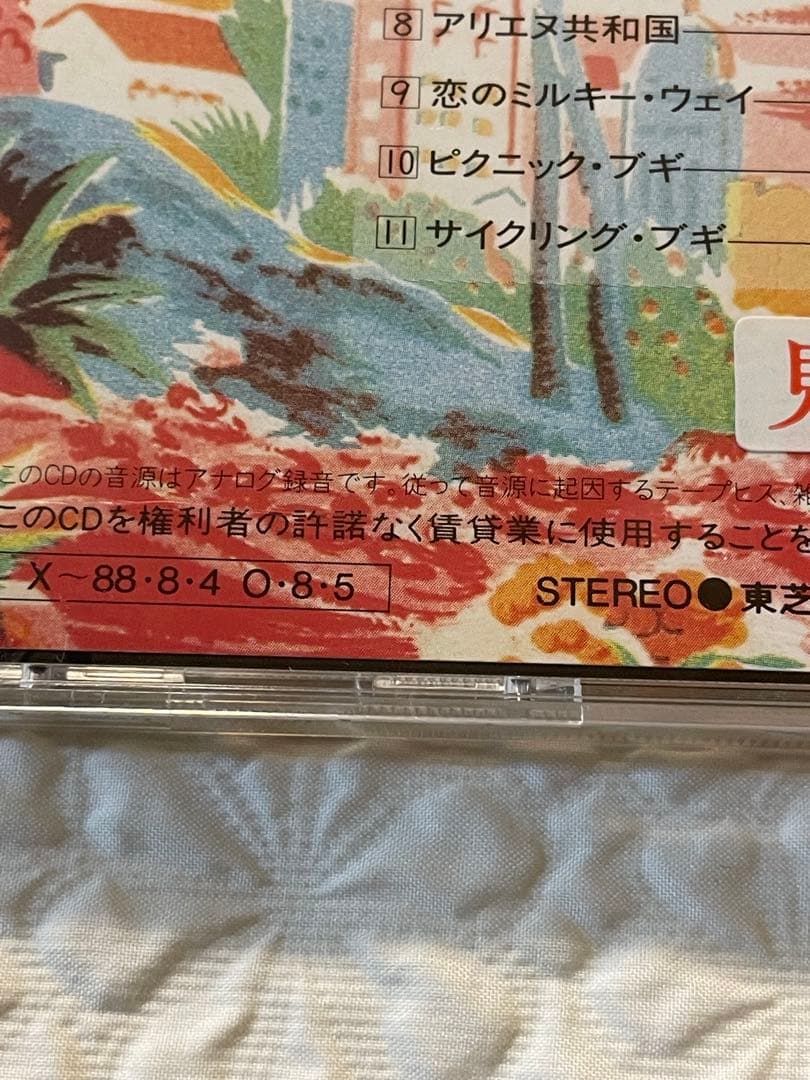 8 アリエヌ共和国
9 恋のミルキー・ウェイ
10 ピクニック・ブギ
11 サイクリング・ブギ
このCDの音源はアナログ録音です。従って音源に起因するテープヒス、雑
このCDを権利者の許諾なく賃貸業に使用することを
X～88・8・4 O・8・5
STEREO●東芝